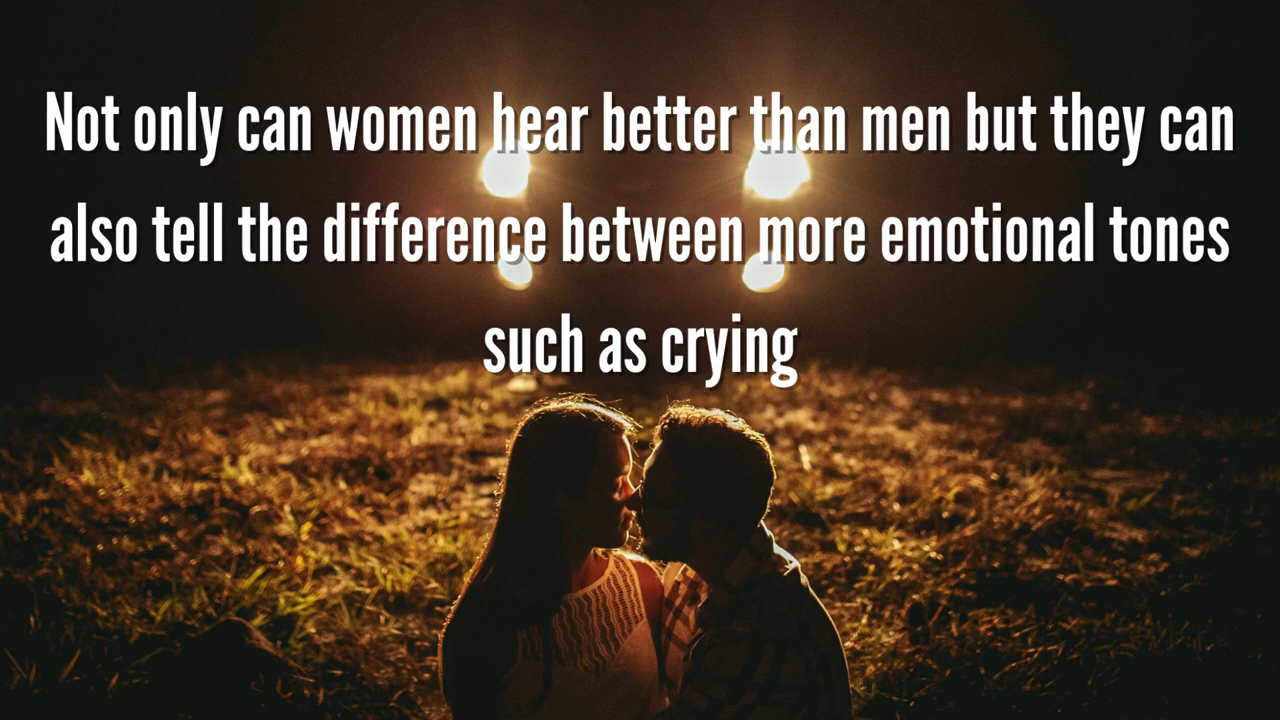 Not only can women hear better than men but they can
also tell the difference between more emotional tones
such as crying